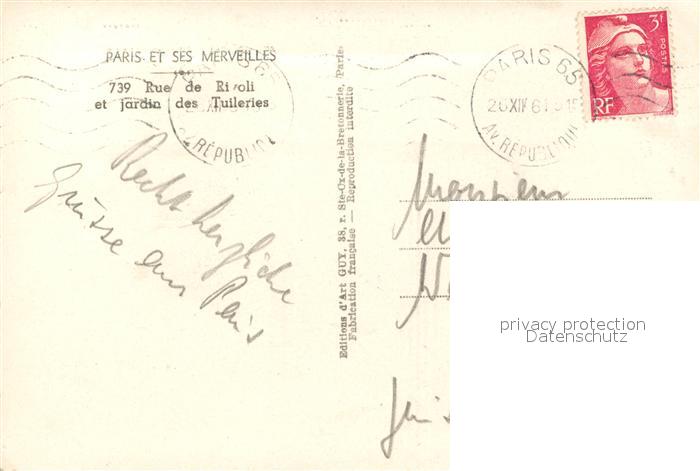 PARIS ET SES MERVEILLES
739 Rue de Rivoli
et jardin des Tuileries
Recht herzliche
Grüsse aus Paris
Editions d'Art GUY, 38, r. Ste-Cx-de-la-Bretonnerie, Paris.
Fabrication française — Reproduction interdite
PARIS 65
AV. RÉPUBLIQUE
3f
POSTES
RF
Monsieur
privacy protection
Datenschutz